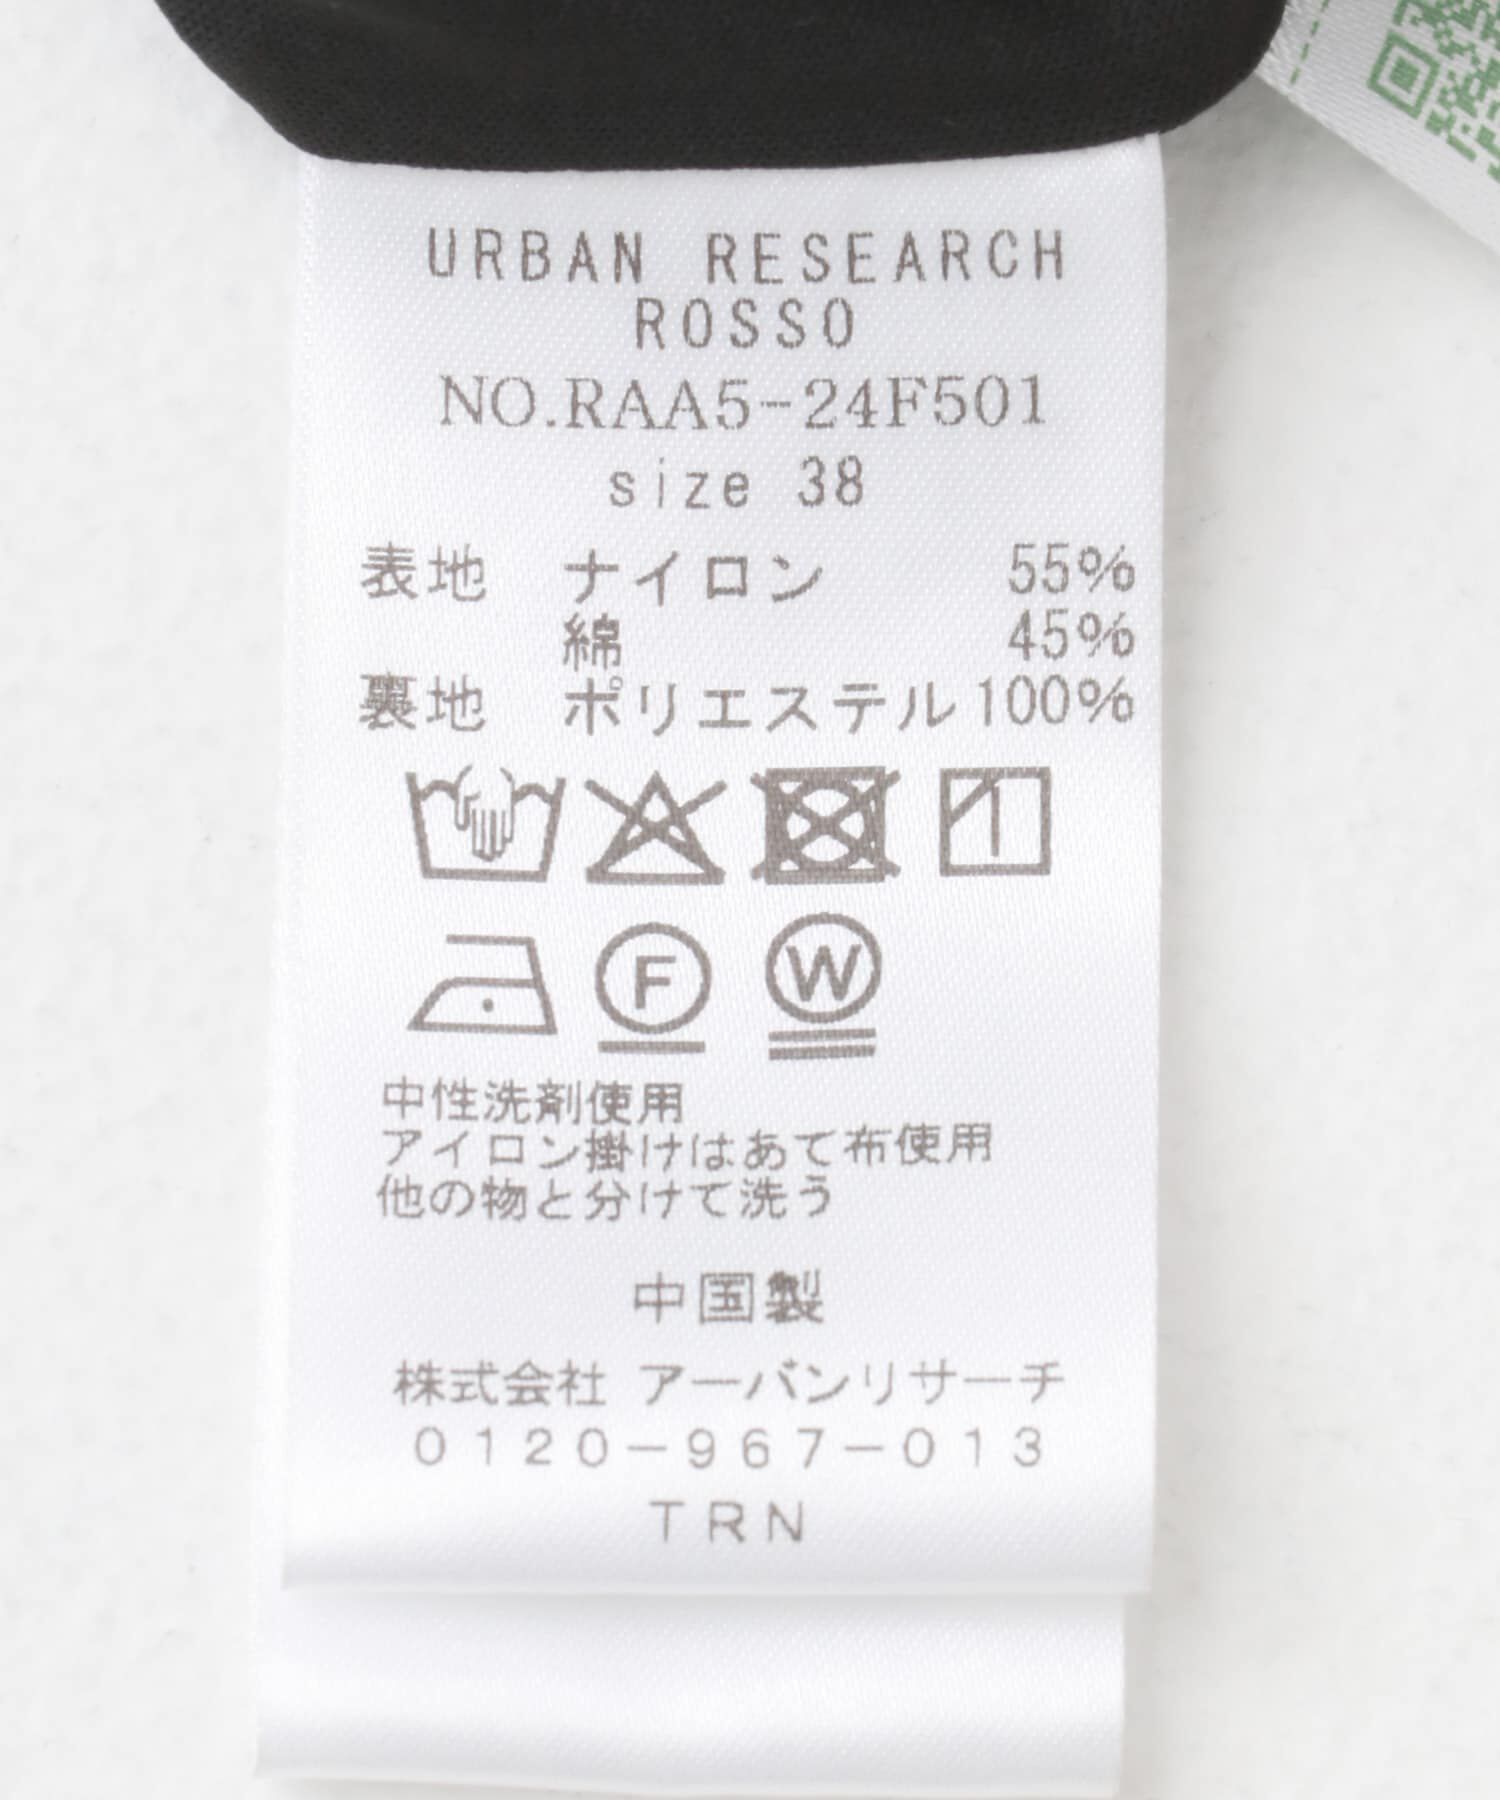 URBAN RESEARCH
ROSSO
NO.RAA5-24F501
size 38
表地 ナイロン 55%
綿 45%
裏地 ポリエステル 100%
F W
中性洗剤使用
アイロン掛けはあて布使用
他の物と分けて洗う
中国製
株式会社 アーバンリサーチ
0120-967-013
TRN